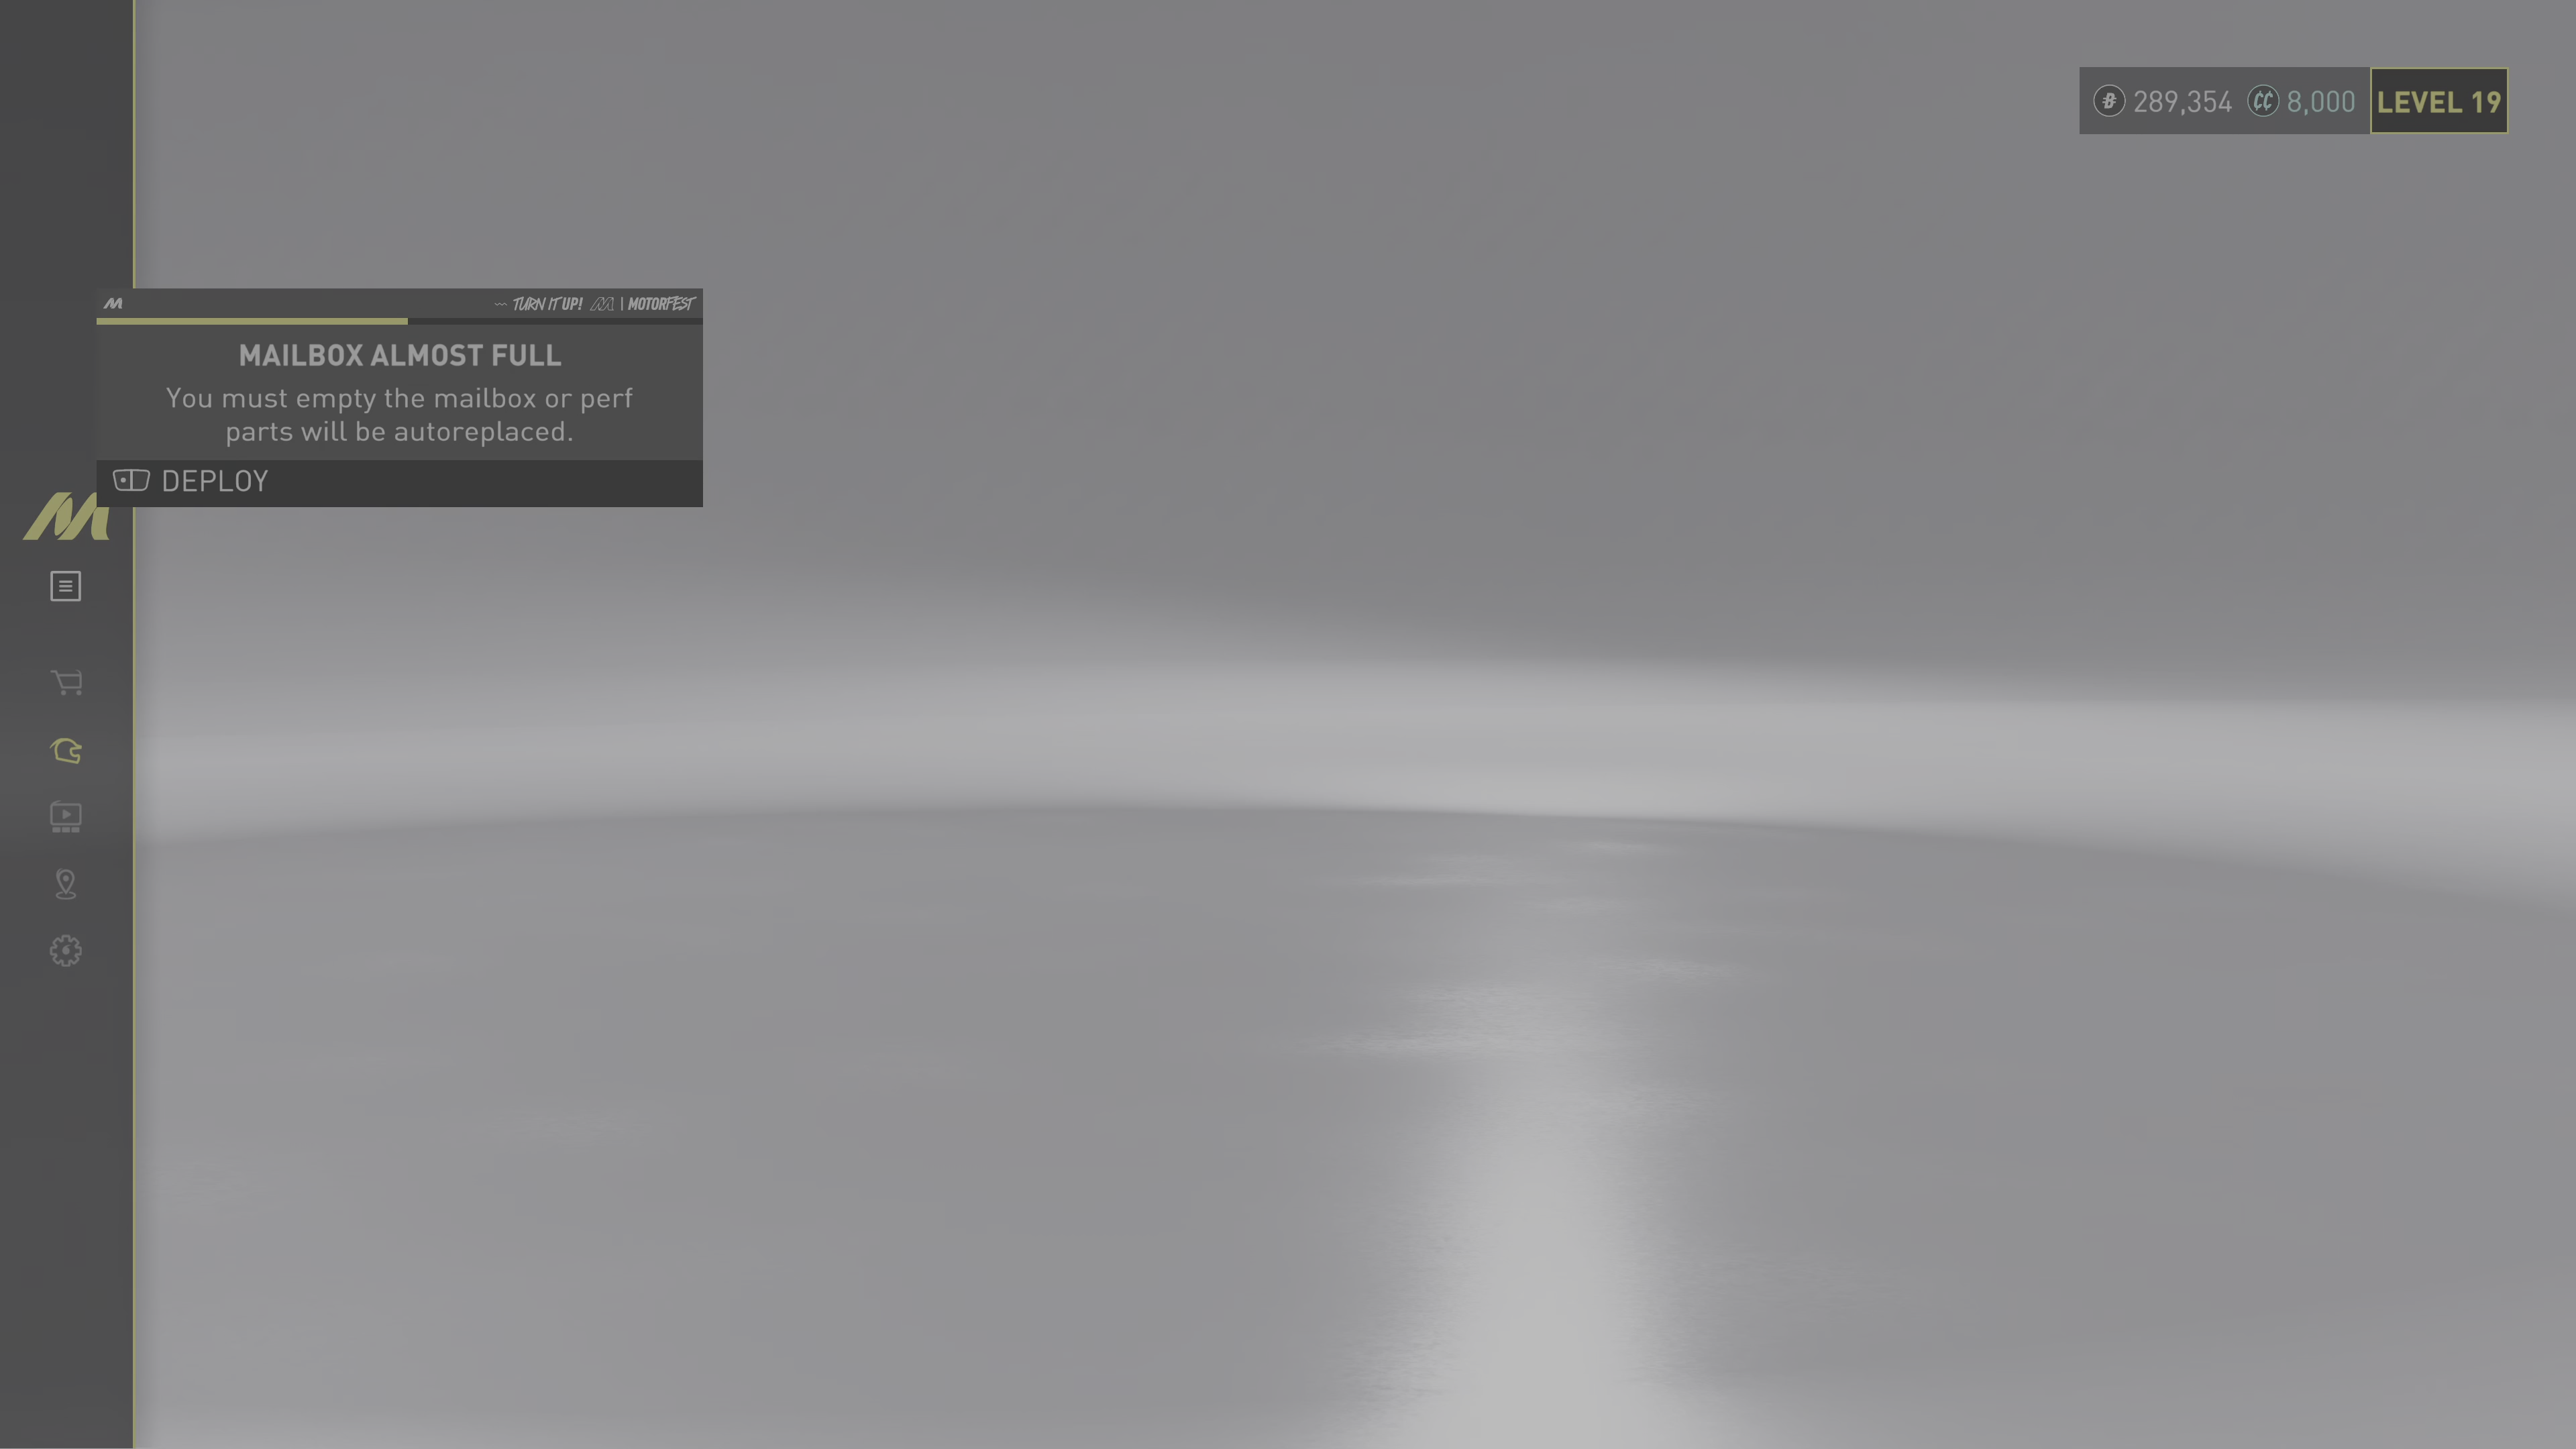 289,354 8,000 LEVEL 19
TURN IT UP! | MOTORFEST
MAILBOX ALMOST FULL
You must empty the mailbox or perf
parts will be autoreplaced.
DEPLOY